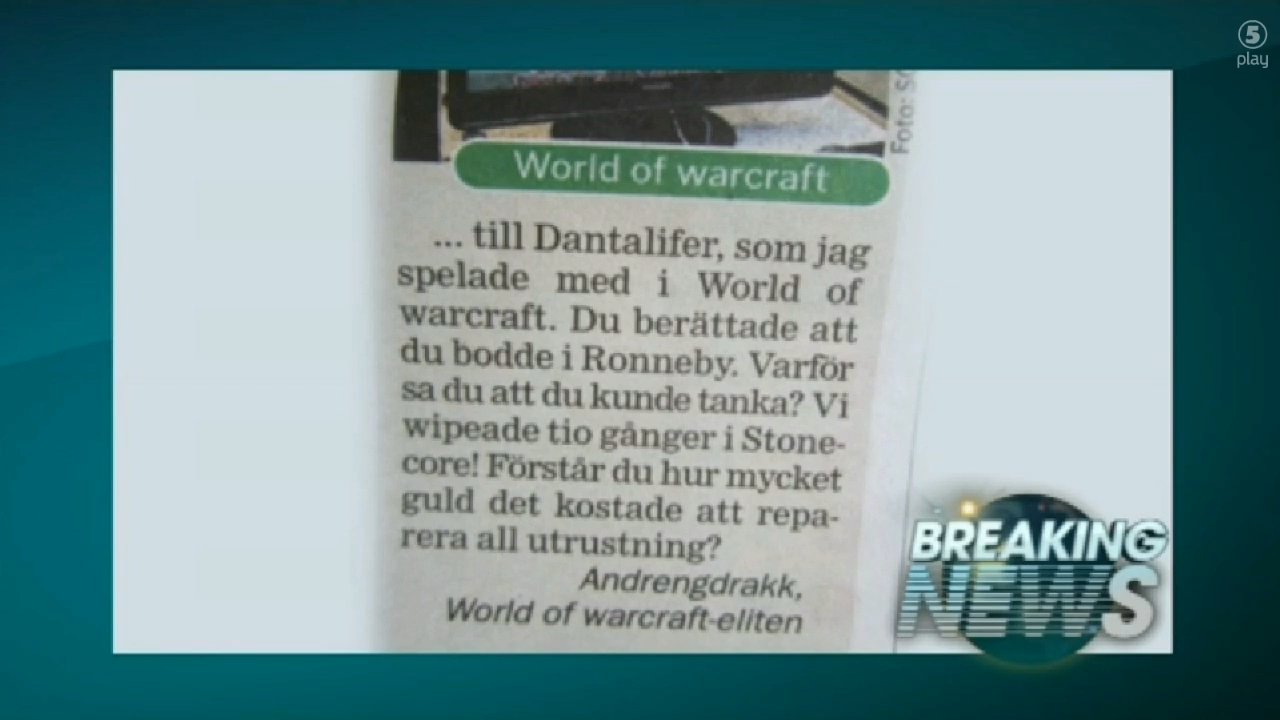 5
play
Foto: SC
World of warcraft
... till Dantalifer, som jag
spelade med i World of
warcraft. Du berättade att
du bodde i Ronneby. Varför
sa du att du kunde tanka? Vi
wipeade tio gånger i Stone-
core! Förstår du hur mycket
guld det kostade att repa-
rera all utrustning?
Andrengdrakk,
World of warcraft-eliten
BREAKING
NEWS